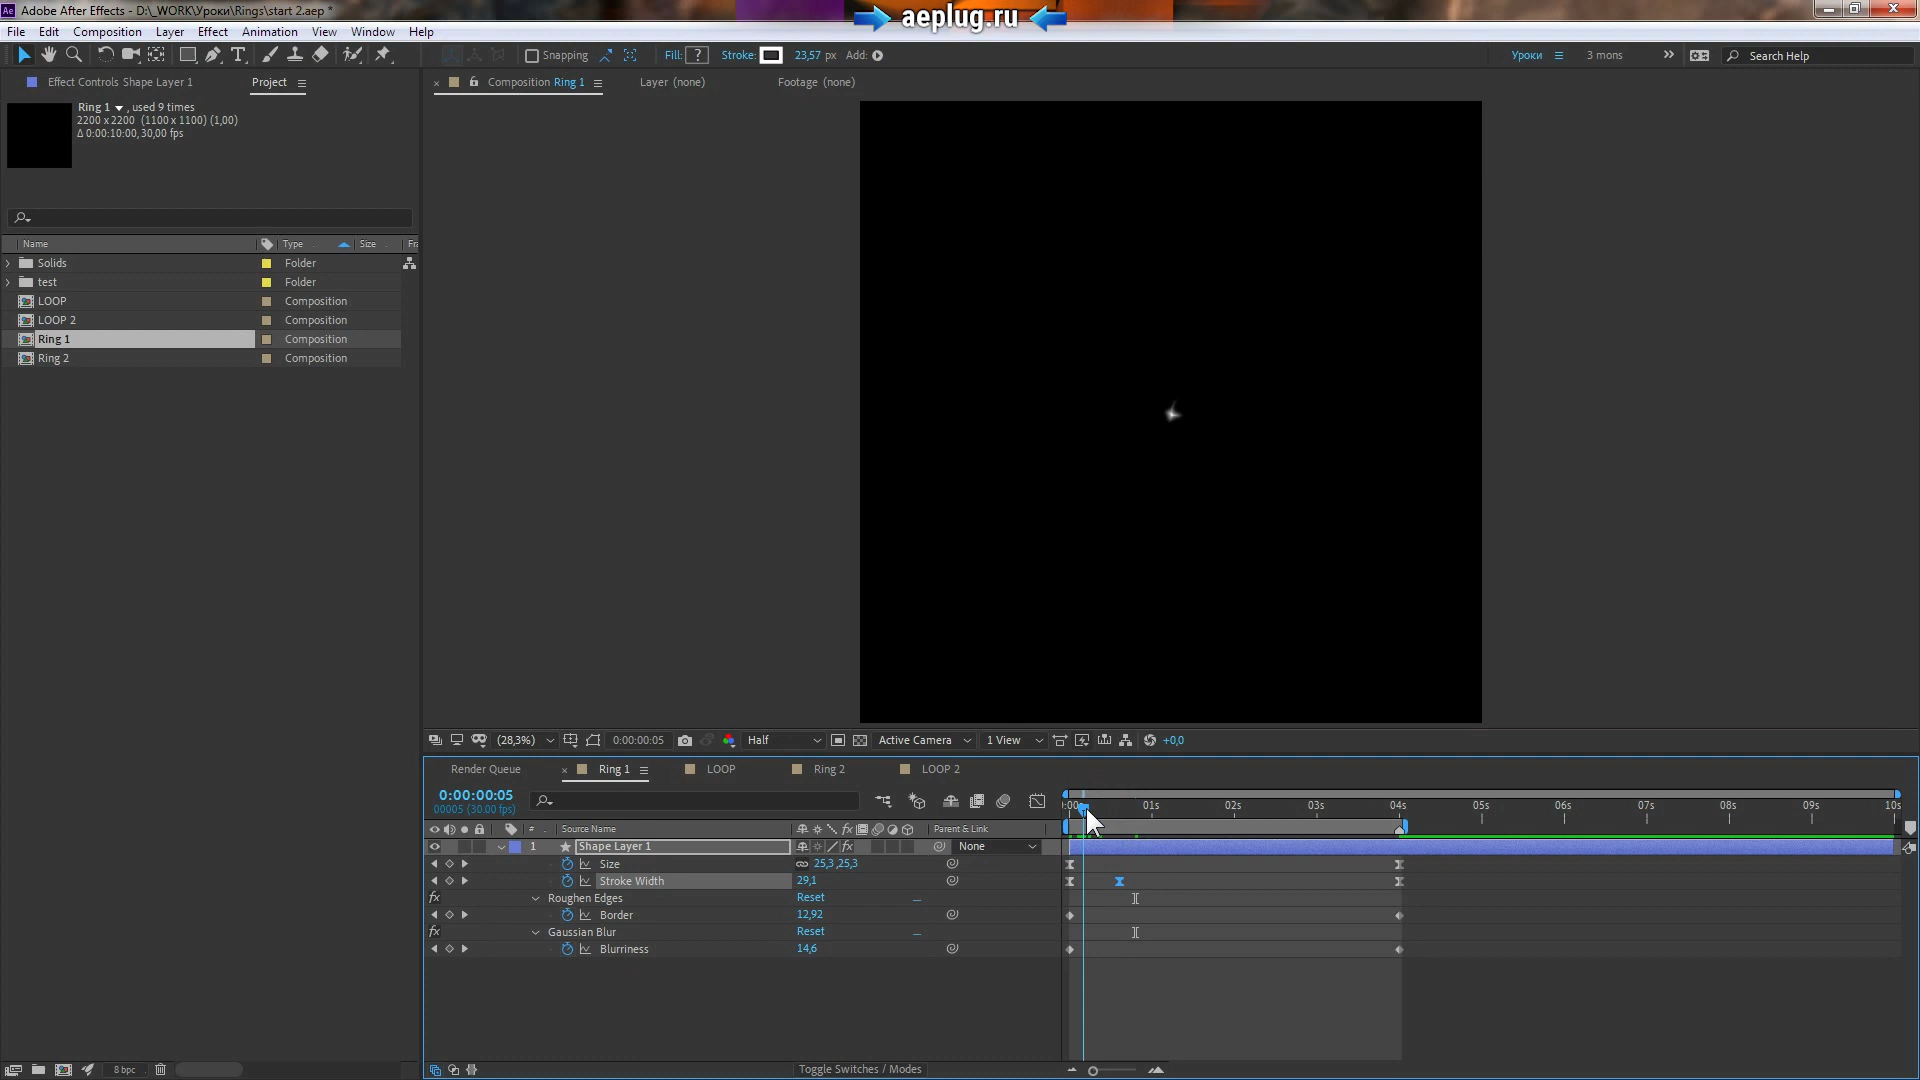 Adobe After Effects - D:\_WORK\Уроки\Rings\start 2.aep *
aeplug.ru
File Edit Composition Layer Effect Animation View Window Help
Snapping Fill: ? Stroke: 23,57 px Add: Уроки 3 mons Search Help
Effect Controls Shape Layer 1 Project
Composition Ring 1 Layer (none) Footage (none)
Ring 1 , used 9 times
2200 x 2200 (1100 x 1100) (1,00)
Δ 0:00:10:00, 30,00 fps
Name Type Size Fra
Solids Folder
test Folder
LOOP Composition
LOOP 2 Composition
Ring 1 Composition
Ring 2 Composition
(28,3%) 0:00:00:05 Half Active Camera 1 View +0,0
Render Queue Ring 1 LOOP Ring 2 LOOP 2
0:00:00:05
00005 (30.00 fps)
:00s 01s 02s 03s 04s 05s 06s 07s 08s 09s 10s
# Source Name fx Parent & Link
1 Shape Layer 1 fx None
Size 25,3,25,3
Stroke Width 29,1
fx Roughen Edges Reset
Border 12,92
fx Gaussian Blur Reset
Blurriness 14,6
8 bpc Toggle Switches / Modes